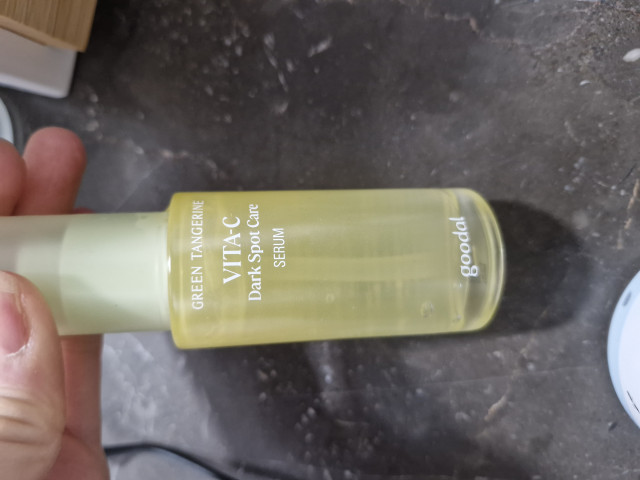 GREEN TANGERINE
VITA-C
Dark Spot Care
SERUM
goodal